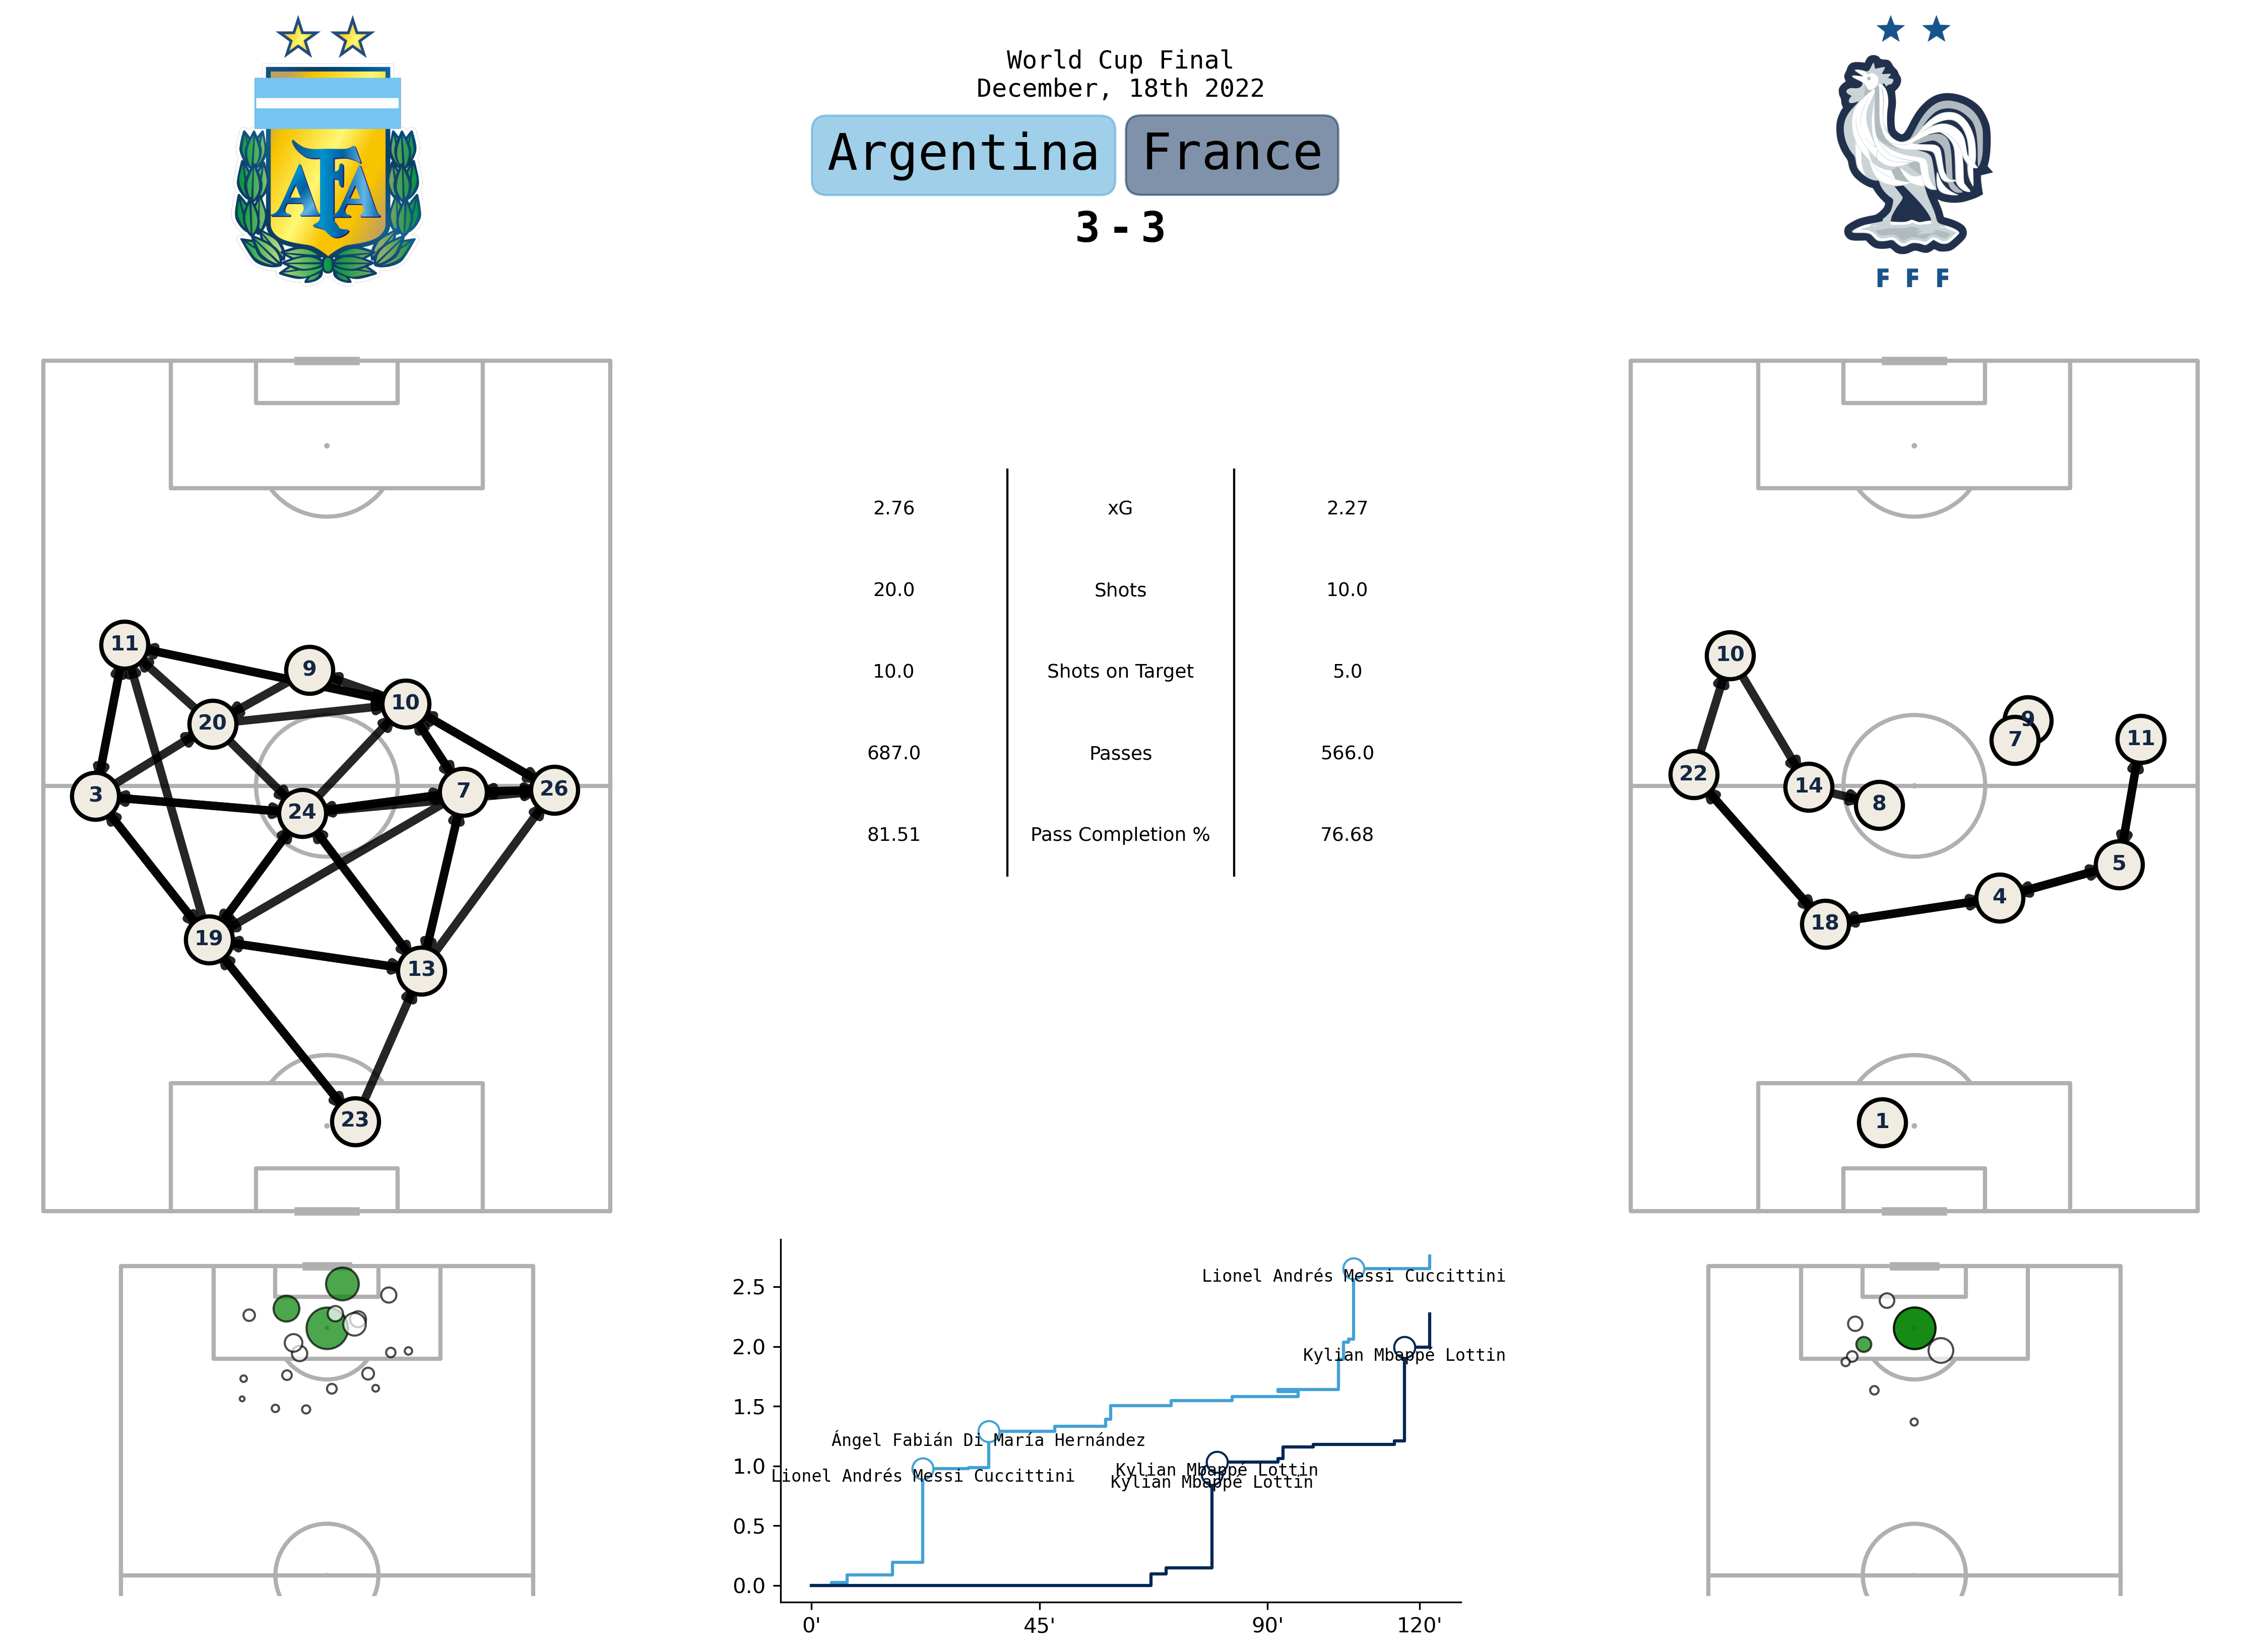 World Cup Final
December, 18th 2022
Argentina France
3 - 3
AFA
F F F
11
9
10
20
3
24
7
26
19
13
23
2.76 xG 2.27
20.0 Shots 10.0
10.0 Shots on Target 5.0
687.0 Passes 566.0
81.51 Pass Completion % 76.68
10
9
7
11
22
14
8
5
4
18
1
2.5
2.0
1.5
1.0
0.5
0.0
Lionel Andrés Messi Cuccittini
Kylian Mbappé Lottin
Ángel Fabián Di María Hernández
Lionel Andrés Messi Cuccittini
Kylian Mbappé Lottin
Kylian Mbappé Lottin
0' 45' 90' 120'